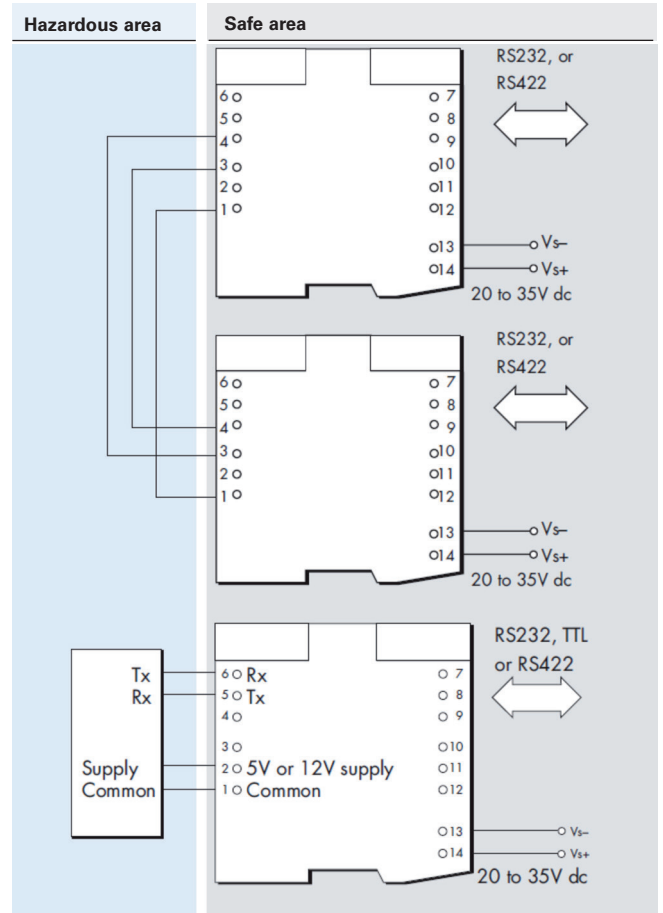 Hazardous area
Safe area
RS232, or
RS422
6 7
5 8
4 9
3 10
2 11
1 12
13 Vs–
14 Vs+
20 to 35V dc
RS232, or
RS422
6 7
5 8
4 9
3 10
2 11
1 12
13 Vs–
14 Vs+
20 to 35V dc
RS232, TTL
or RS422
Tx 6 Rx 7
Rx 5 Tx 8
4 9
3 10
Supply 2 5V or 12V supply 11
Common 1 Common 12
13 Vs–
14 Vs+
20 to 35V dc